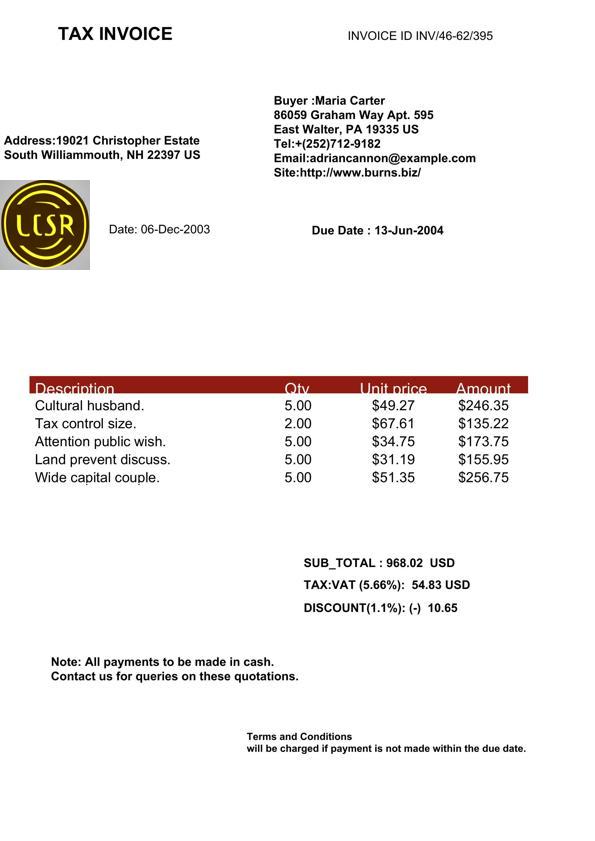 TAX INVOICE
INVOICE ID INV/46-62/395
Buyer :Maria Carter
86059 Graham Way Apt. 595
East Walter, PA 19335 US
Tel:+(252)712-9182
Email:adriancannon@example.com
Site:http://www.burns.biz/
Address:19021 Christopher Estate
South Williammouth, NH 22397 US
Date: 06-Dec-2003
Due Date : 13-Jun-2004
Description Qty Unit price Amount
Cultural husband. 5.00 $49.27 $246.35
Tax control size. 2.00 $67.61 $135.22
Attention public wish. 5.00 $34.75 $173.75
Land prevent discuss. 5.00 $31.19 $155.95
Wide capital couple. 5.00 $51.35 $256.75
SUB_TOTAL : 968.02 USD
TAX:VAT (5.66%): 54.83 USD
DISCOUNT(1.1%): (-) 10.65
Note: All payments to be made in cash.
Contact us for queries on these quotations.
Terms and Conditions
will be charged if payment is not made within the due date.